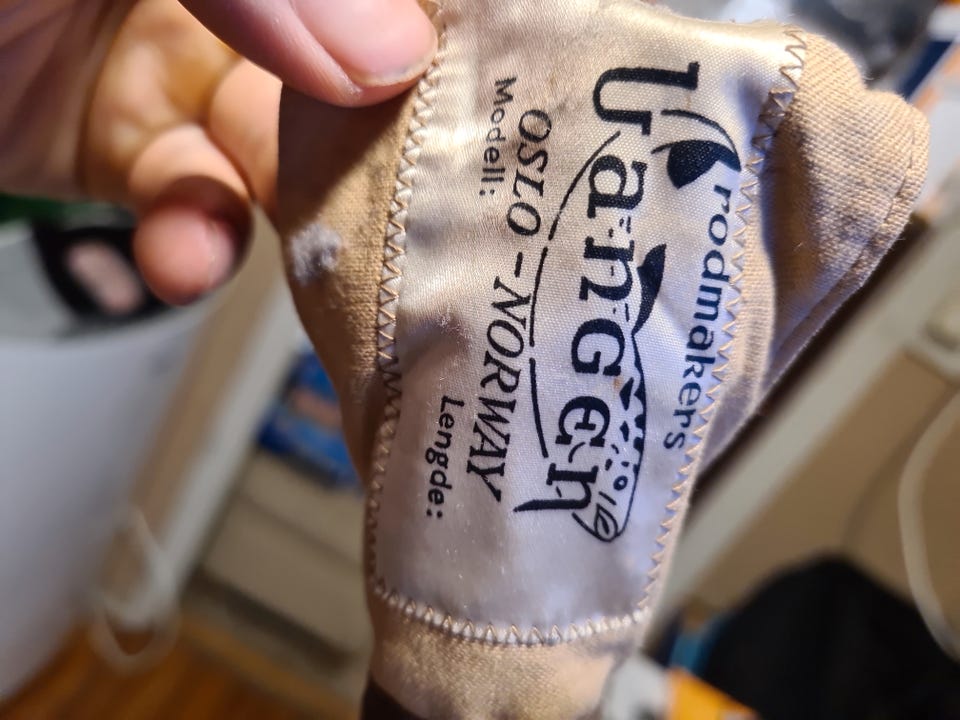 rodmakers
Vangen
OSLO - NORWAY
Modell: Lengde: